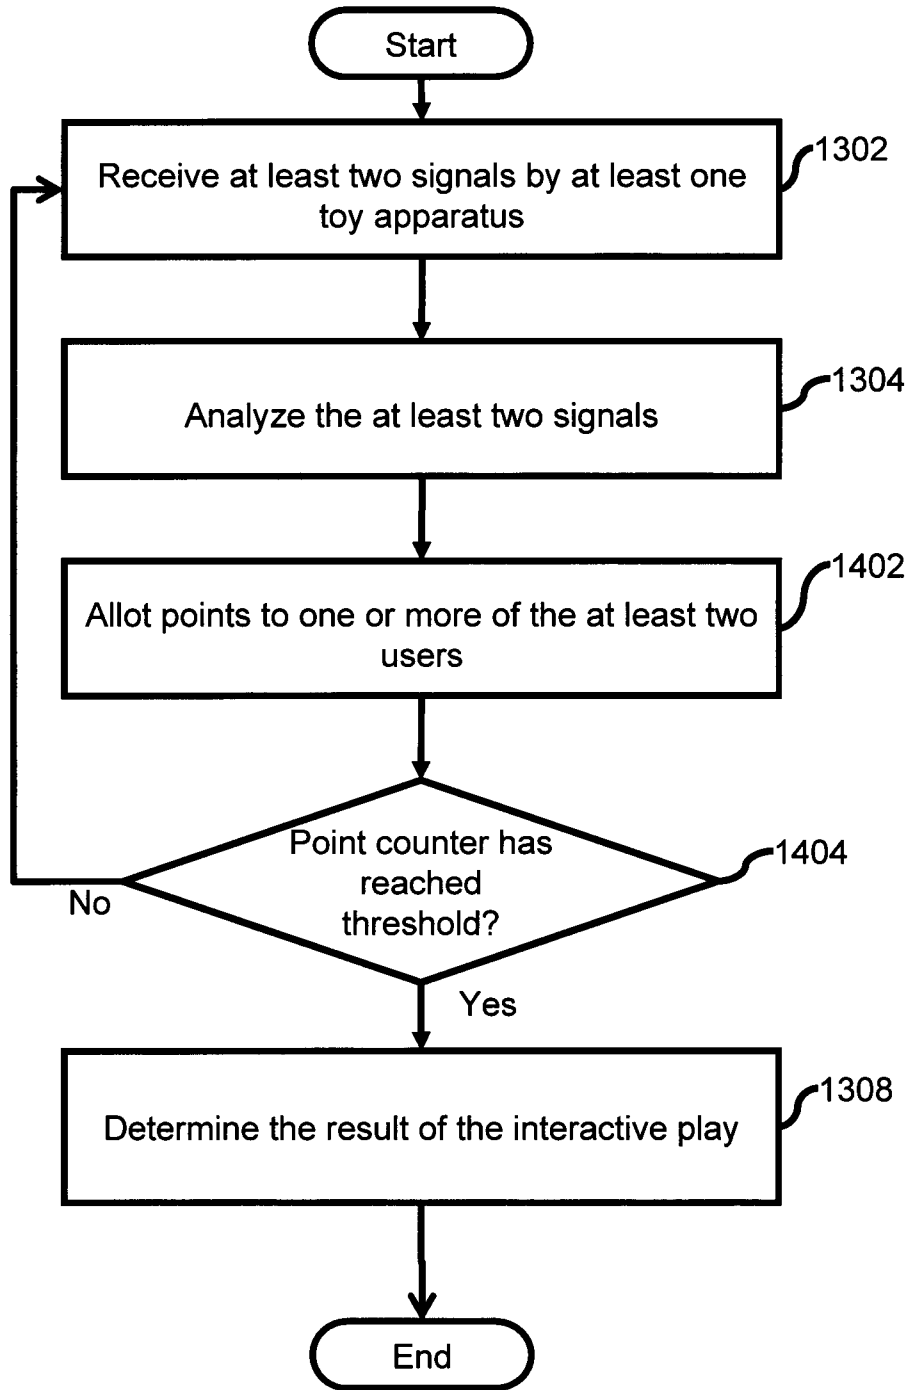 Start
1302
Receive at least two signals by at least one
toy apparatus
1304
Analyze the at least two signals
1402
Allot points to one or more of the at least two
users
1404
Point counter has
reached
threshold?
No
Yes
1308
Determine the result of the interactive play
End